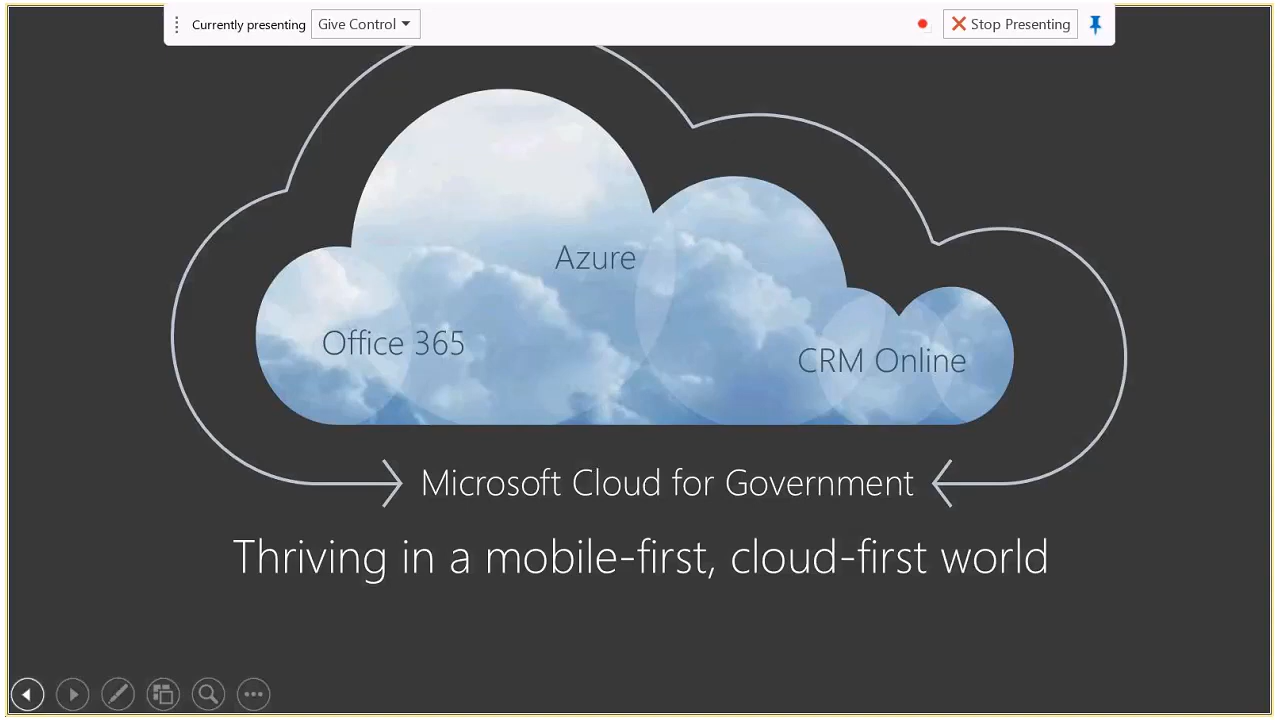 Currently presenting Give Control Stop Presenting
Azure
Office 365
CRM Online
Microsoft Cloud for Government
Thriving in a mobile-first, cloud-first world